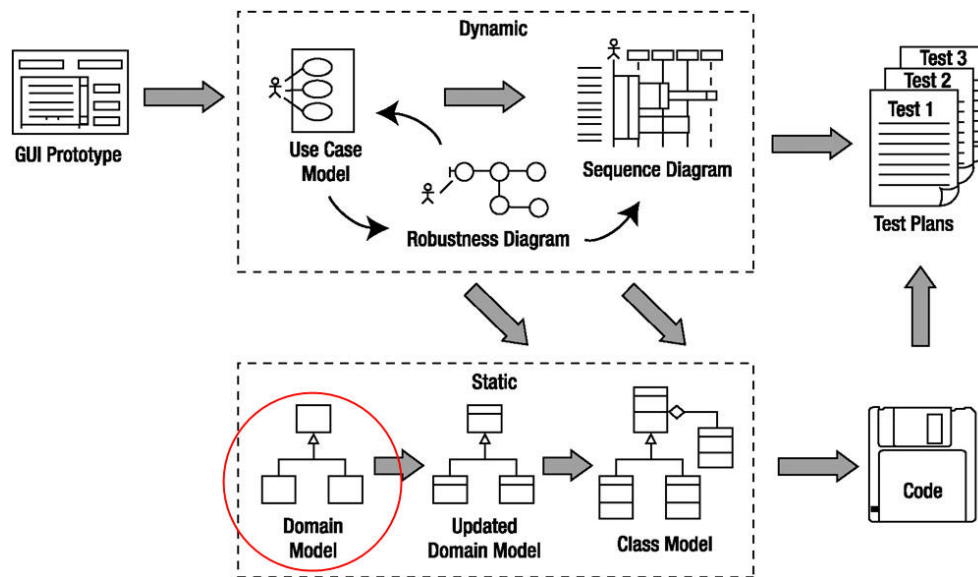 Dynamic
GUI Prototype
Use Case
Model
Robustness Diagram
Sequence Diagram
Test 3
Test 2
Test 1
Test Plans
Static
Domain
Model
Updated
Domain Model
Class Model
Code